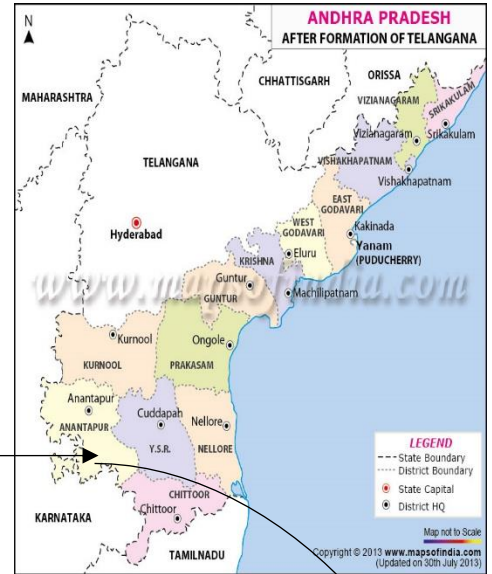 N
ANDHRA PRADESH
AFTER FORMATION OF TELANGANA
ORISSA
CHHATTISGARH
MAHARASHTRA
VIZIANAGARAM
SRIKAKULAM
Vizianagaram
Srikakulam
TELANGANA
VISHAKHAPATNAM
Vishakhapatnam
EAST
GODAVARI
Hyderabad
WEST
GODAVARI
Kakinada
Yanam
(PUDUCHERRY)
Eluru
KRISHNA
Guntur
GUNTUR
Machilipatnam
www.mapsofindia.com
Kurnool
Ongole
KURNOOL
PRAKASAM
Anantapur
Cuddapah
Nellore
ANANTAPUR
Y.S.R.
NELLORE
CHITTOOR
Chittoor
KARNATAKA
TAMILNADU
LEGEND
State Boundary
District Boundary
State Capital
District HQ
Map not to Scale
Copyright © 2013 www.mapsofindia.com
(Updated on 30th July 2013)